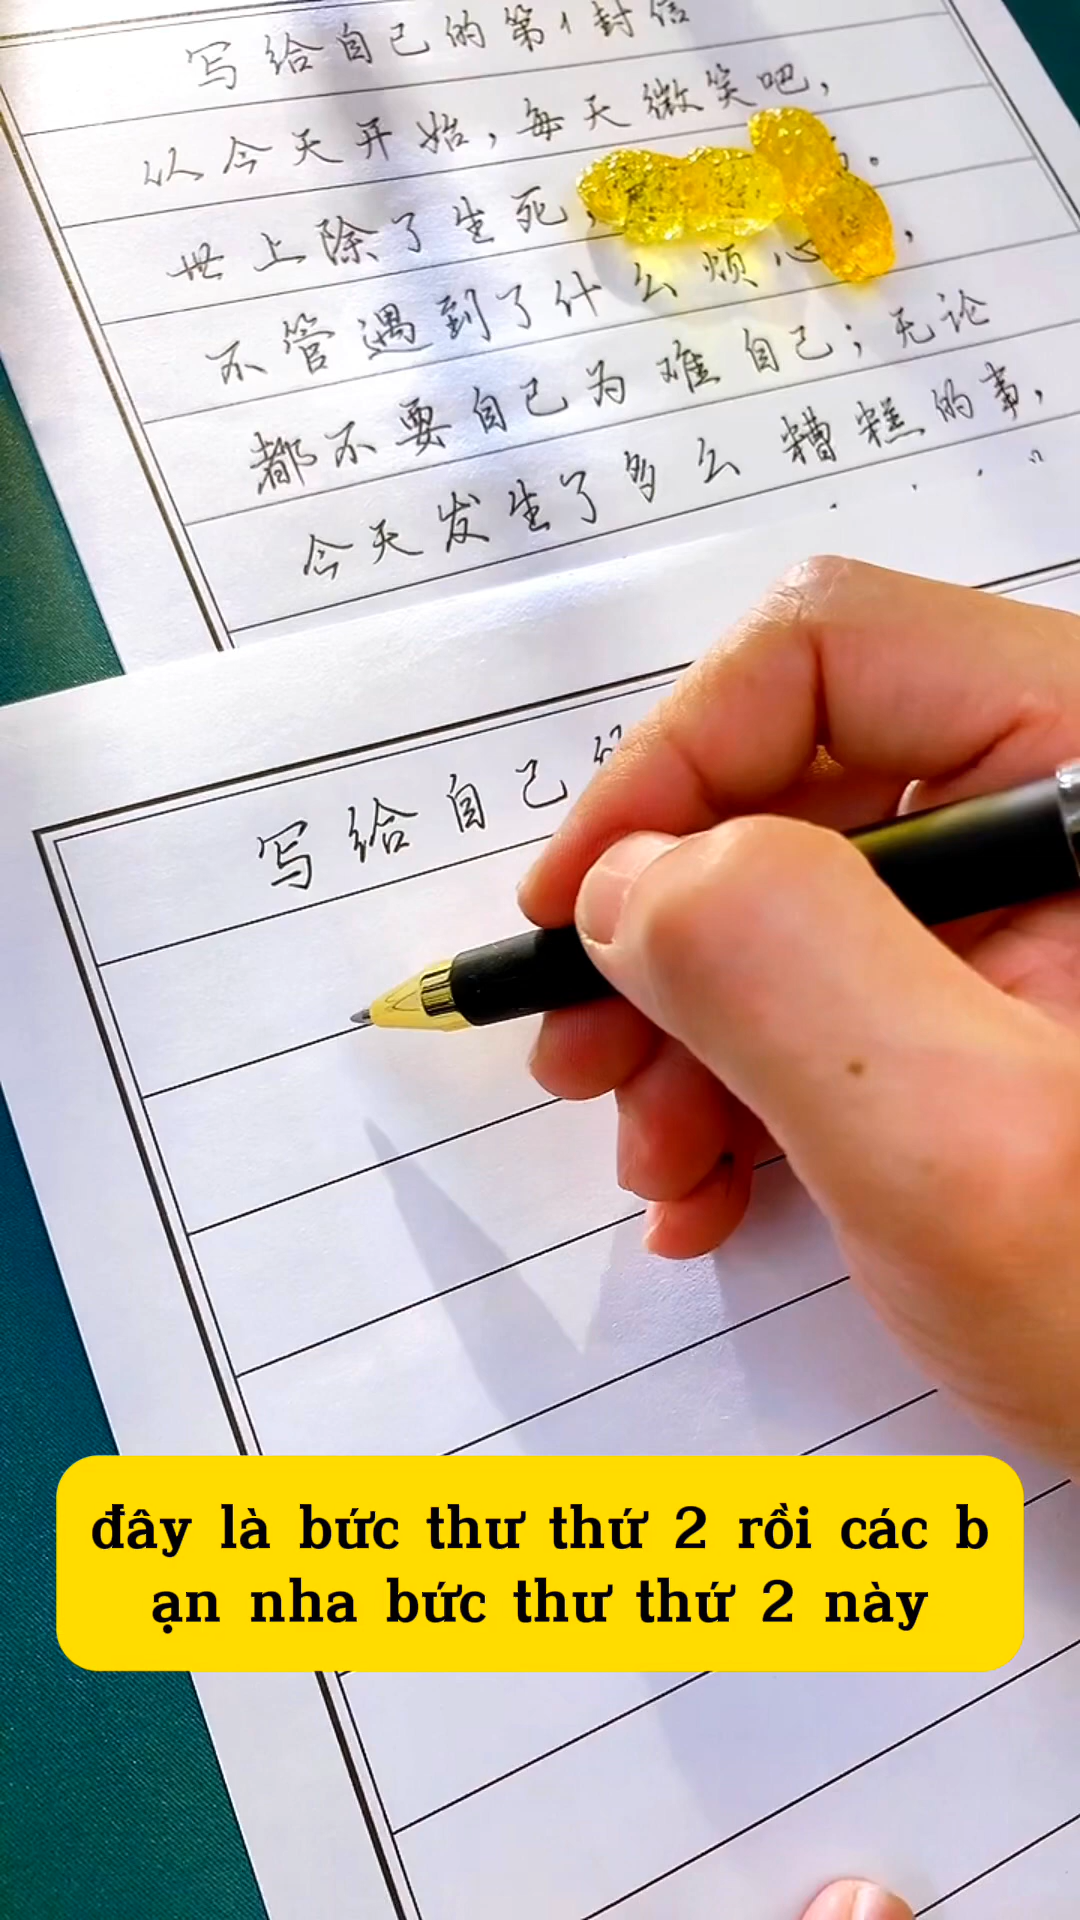 写给自己的第1封信
从今天开始,每天微笑吧,
世上除了生死,
不管遇到了什么烦心,
都不要自己为难自己;无论
今天发生了多么糟糕的事,
写给自己
đây là bức thư thứ 2 rồi các b
ạn nha bức thư thứ 2 này